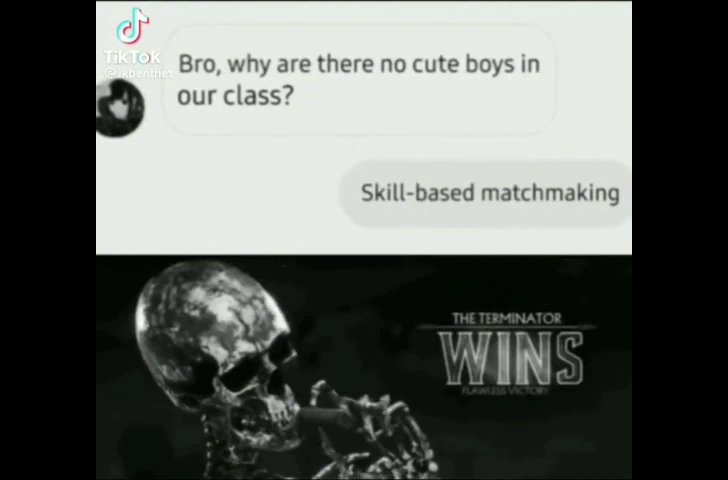 TikTok
@ikbenthet
Bro, why are there no cute boys in
our class?
Skill-based matchmaking
THE TERMINATOR
WINS
FLAWLESS VICTORY